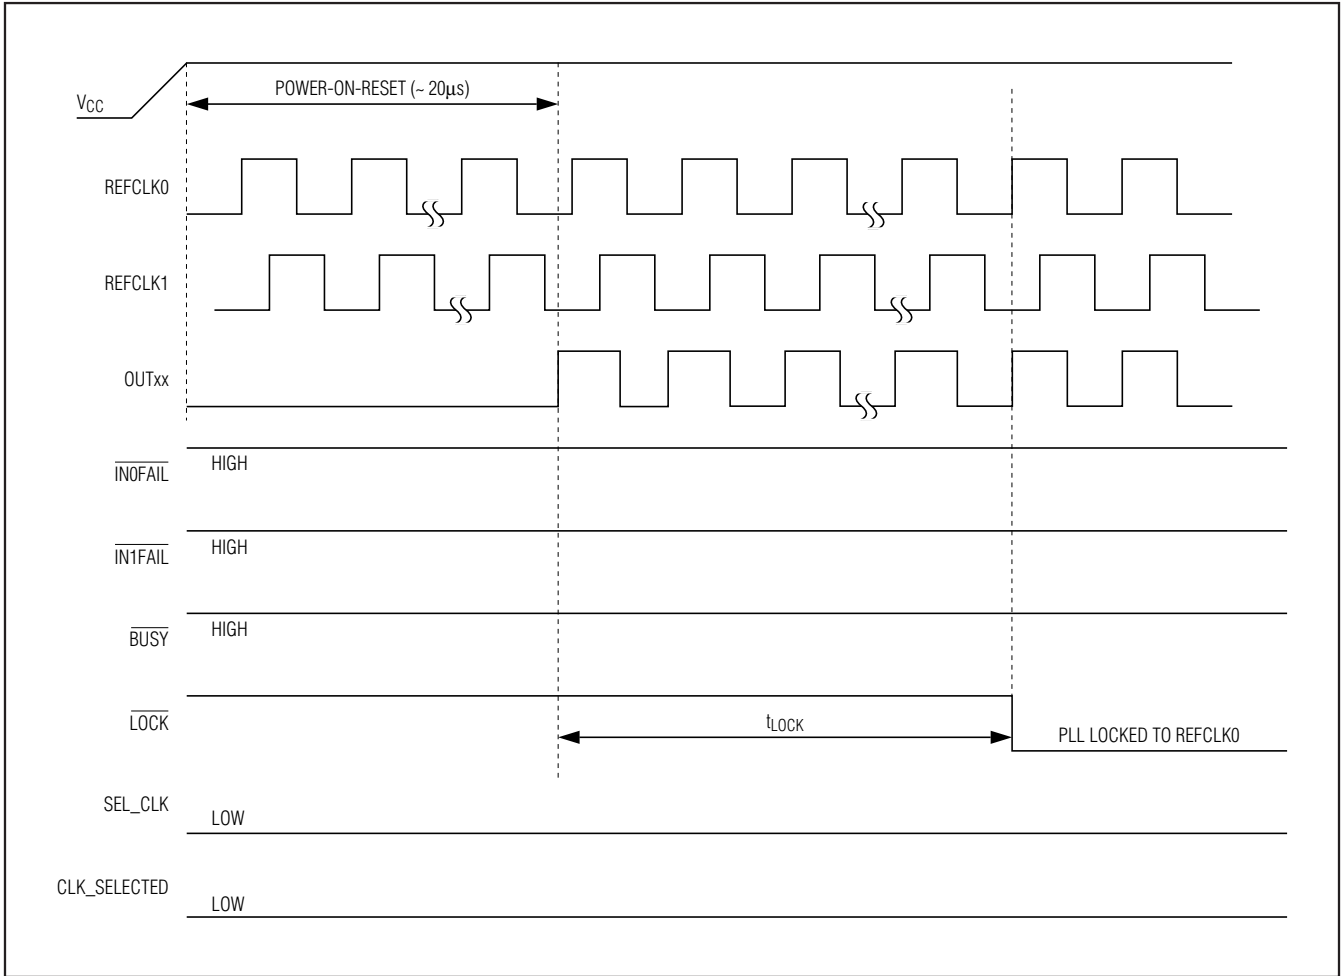 VCC
POWER-ON-RESET (~ 20μs)
REFCLK0
REFCLK1
OUTxx
IN0FAIL
HIGH
IN1FAIL
HIGH
BUSY
HIGH
LOCK
tLOCK
PLL LOCKED TO REFCLK0
SEL_CLK
LOW
CLK_SELECTED
LOW